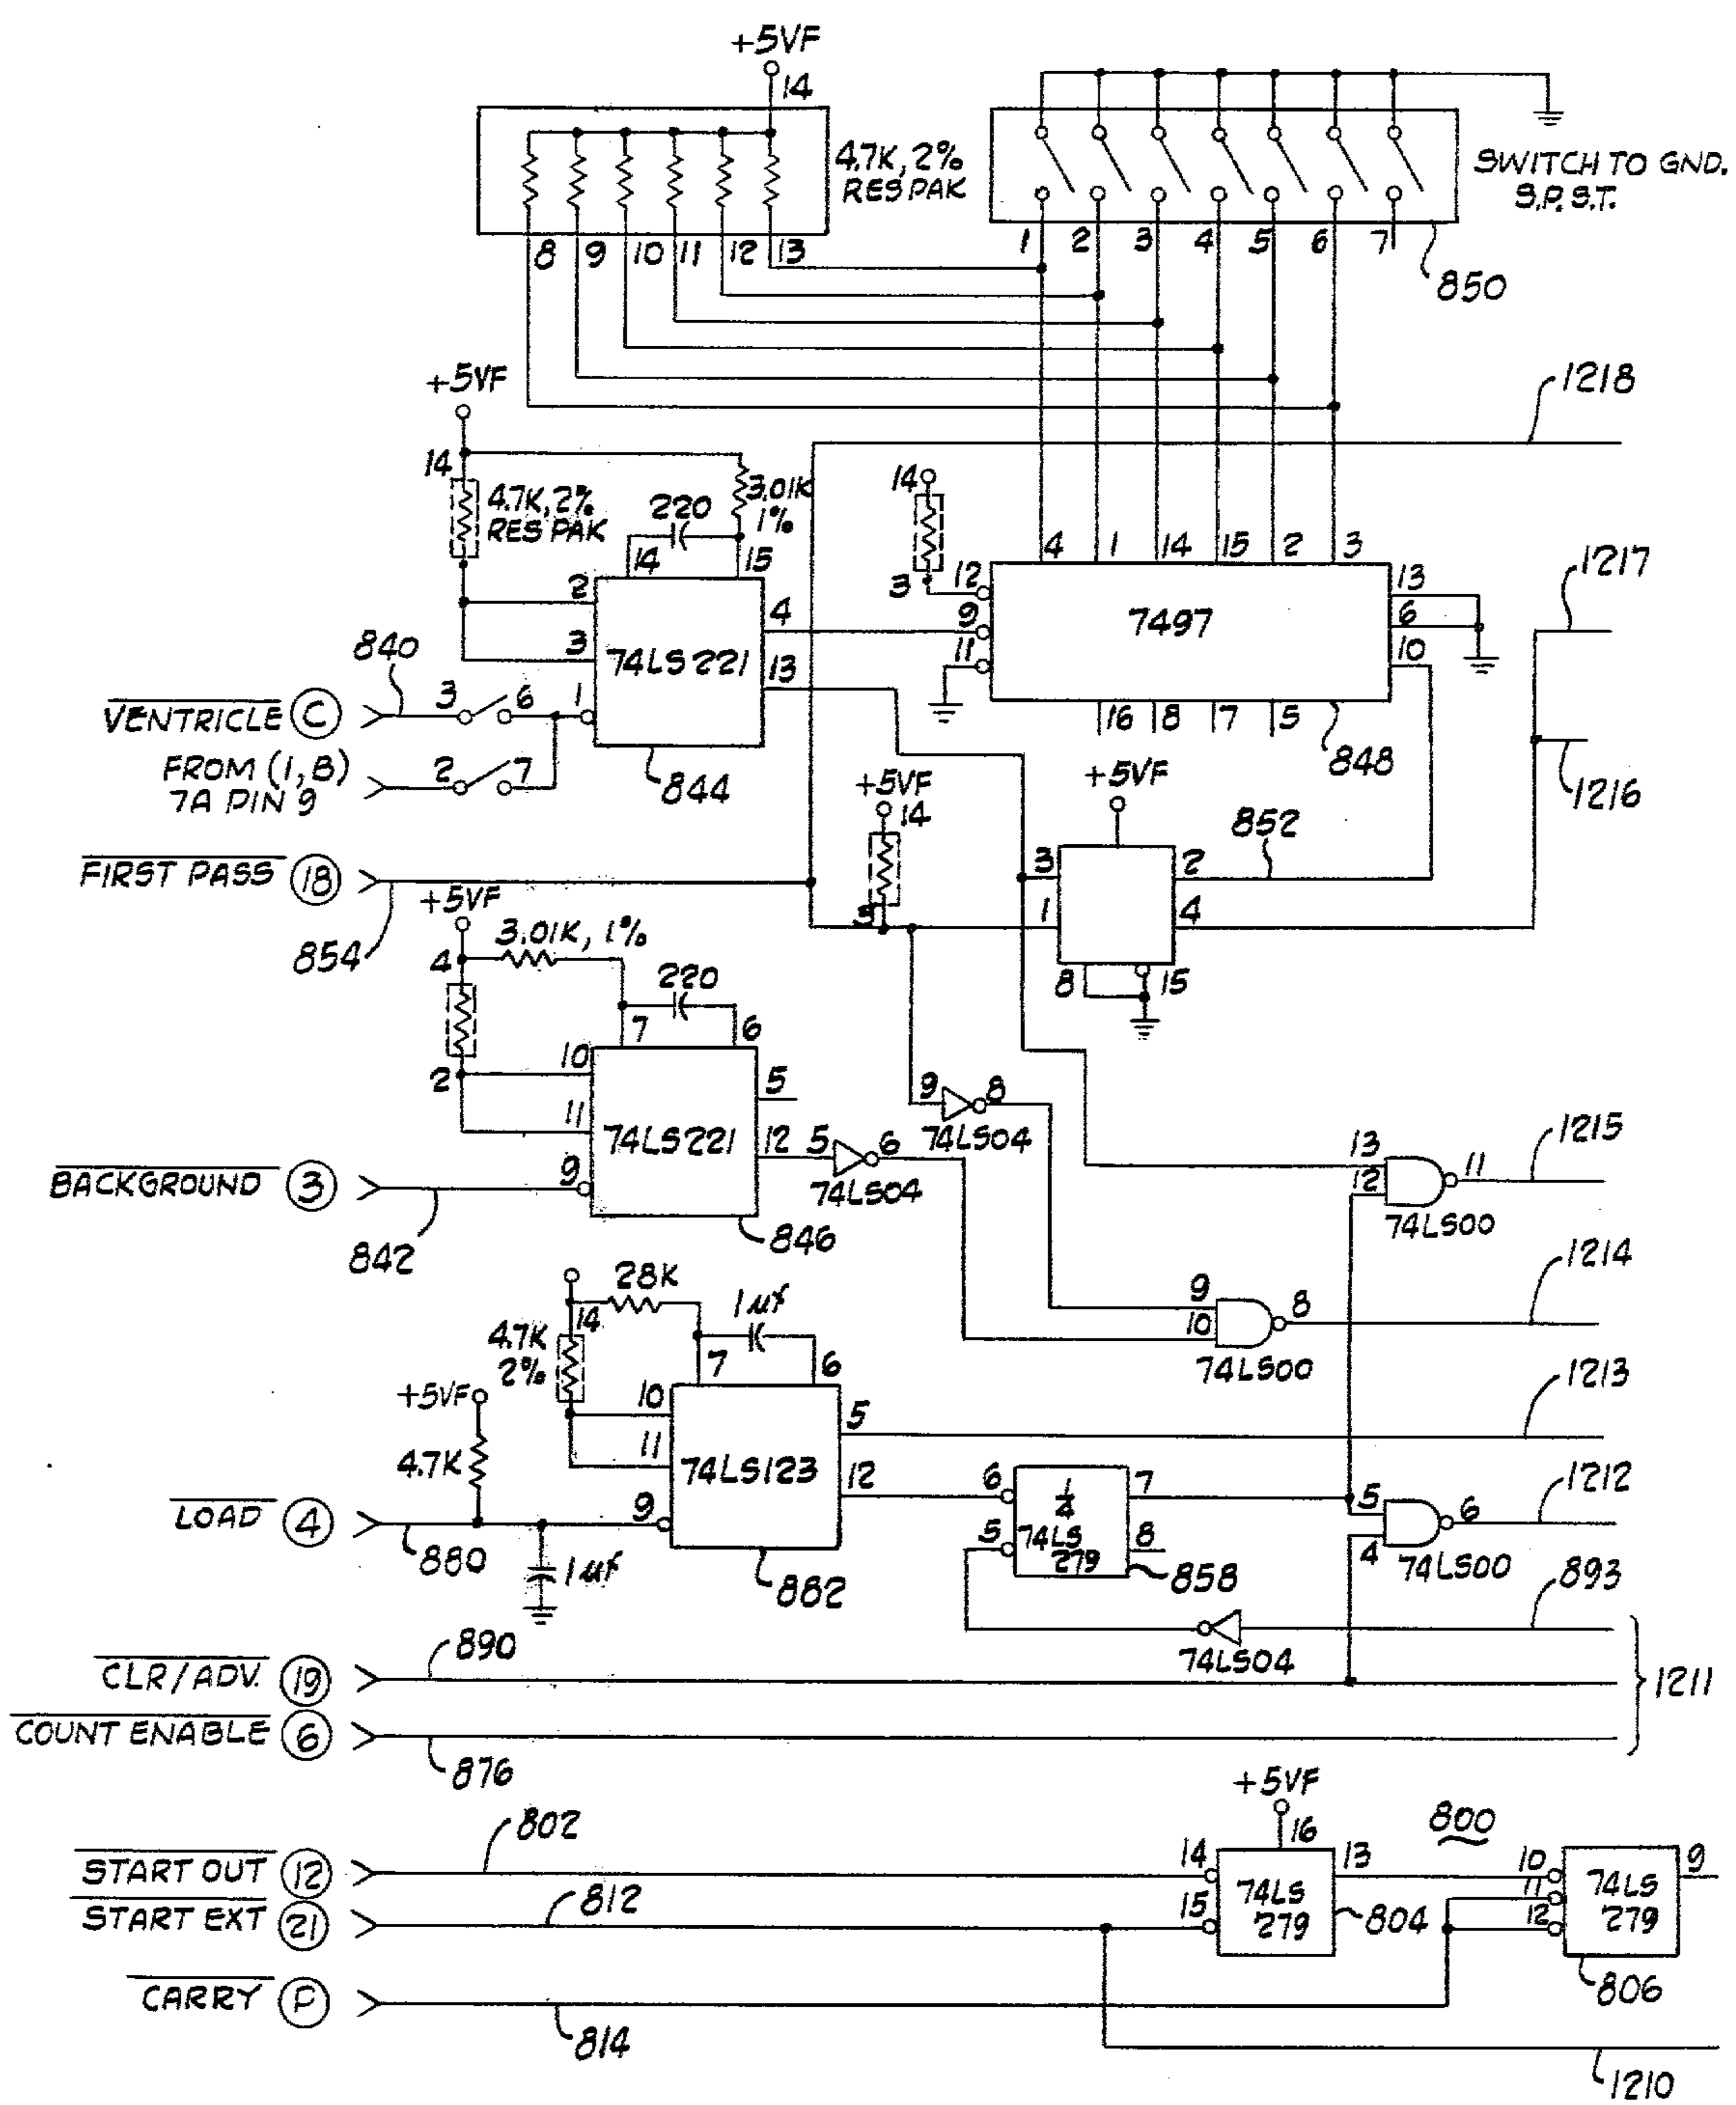 +5VF
14
4.7K, 2%
RES PAK
SWITCH TO GND.
S.P.S.T.
8 9 10 11 12 13
1 2 3 4 5 6 7
850
+5VF
1218
14
4.7K, 2%
RES PAK
220
3.01K
1%
14 15
14
3
4 1 14 15 2 3
1217
2
3
1
74LS221
4
13
12
9
11
7497
13
6
10
840
VENTRICLE C
3 6
FROM (1,B)
7A PIN 9
2 7
844
16 8 7 5
848
1216
+5VF
14
3
+5VF
852
3
1
2
4
8 15
FIRST PASS 18
854
+5VF
4
3.01K, 1%
220
7 6
2
10
11
9
74LS221
5
12
5 6
74LS04
9 8
74LS04
BACKGROUND 3
842
846
13
12
11
74LS00
1215
28K
1µf
14
4.7K
2%
7 6
9
10
8
74LS00
1214
+5VF
4.7K
10
11
9
74LS123
5
12
1213
LOAD 4
880
1µf
882
6
5
1/4
74LS
279
7
8
858
5
4
6
74LS00
1212
893
74LS04
890
CLR/ADV. 19
1211
COUNT ENABLE 6
876
+5VF
16
800
802
START OUT 12
14
15
74LS
279
13
804
10
11
12
74LS
279
9
806
START EXT 21
812
CARRY P
814
1210